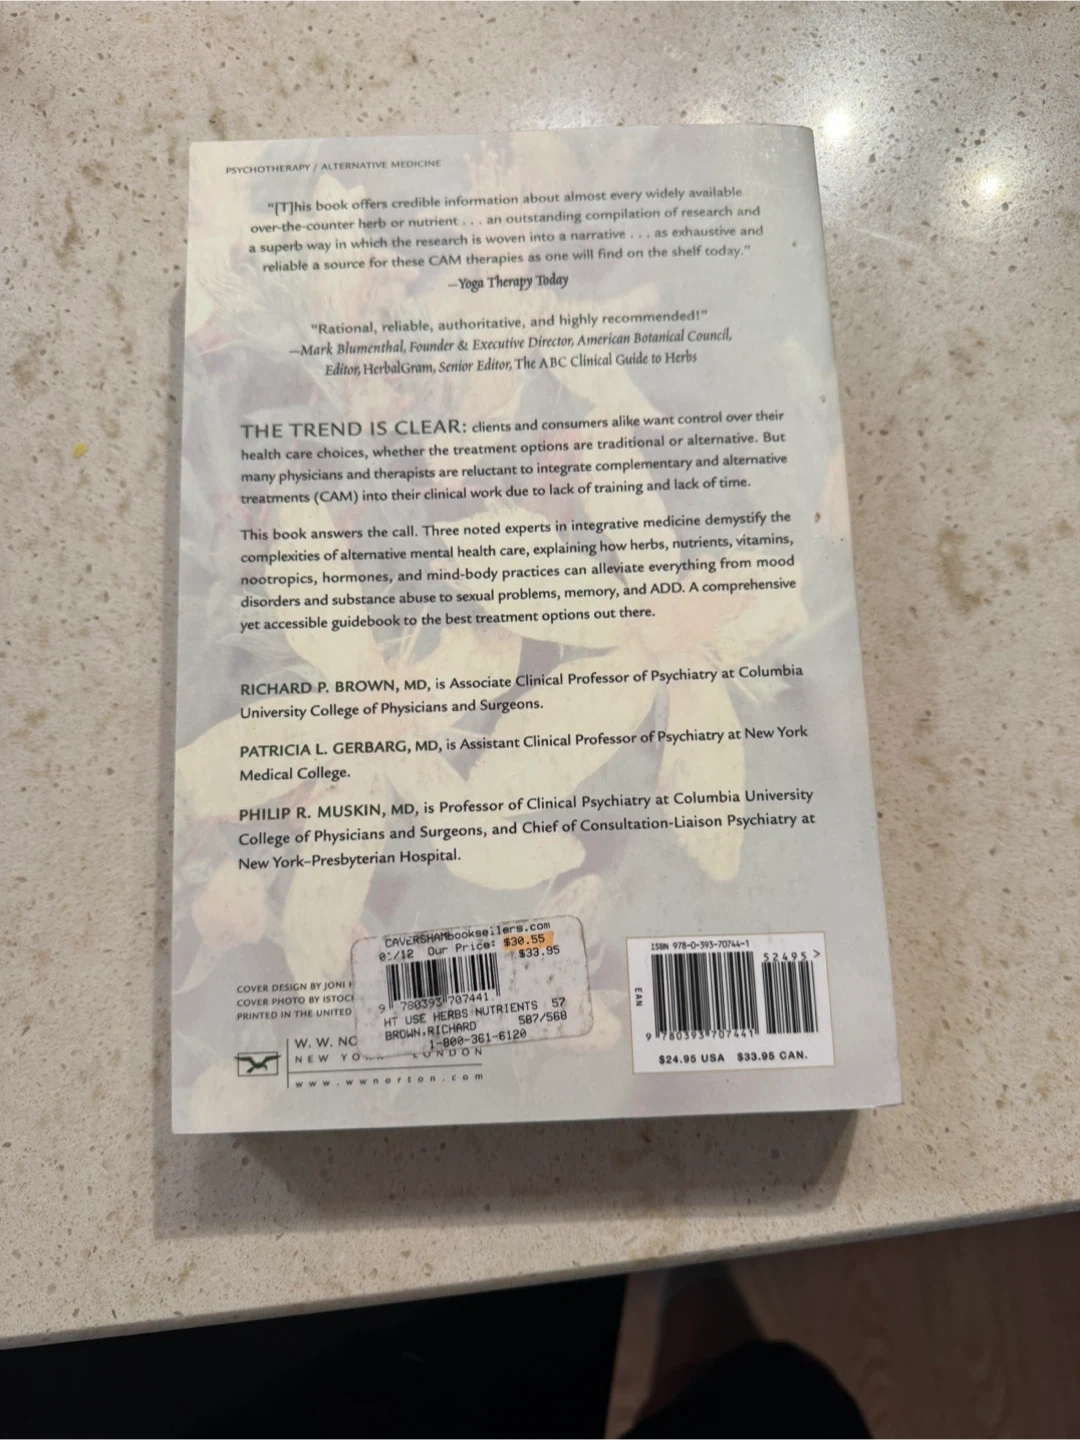 PSYCHOTHERAPY / ALTERNATIVE MEDICINE
"[T]his book offers credible information about almost every widely available
over-the-counter herb or nutrient . . . an outstanding compilation of research and
a superb way in which the research is woven into a narrative . . . as exhaustive and
reliable a source for these CAM therapies as one will find on the shelf today."
—Yoga Therapy Today
"Rational, reliable, authoritative, and highly recommended!"
—Mark Blumenthal, Founder & Executive Director, American Botanical Council,
Editor, HerbalGram, Senior Editor, The ABC Clinical Guide to Herbs
THE TREND IS CLEAR: clients and consumers alike want control over their
health care choices, whether the treatment options are traditional or alternative. But
many physicians and therapists are reluctant to integrate complementary and alternative
treatments (CAM) into their clinical work due to lack of training and lack of time.
This book answers the call. Three noted experts in integrative medicine demystify the
complexities of alternative mental health care, explaining how herbs, nutrients, vitamins,
nootropics, hormones, and mind-body practices can alleviate everything from mood
disorders and substance abuse to sexual problems, memory, and ADD. A comprehensive
yet accessible guidebook to the best treatment options out there.
RICHARD P. BROWN, MD, is Associate Clinical Professor of Psychiatry at Columbia
University College of Physicians and Surgeons.
PATRICIA L. GERBARG, MD, is Assistant Clinical Professor of Psychiatry at New York
Medical College.
PHILIP R. MUSKIN, MD, is Professor of Clinical Psychiatry at Columbia University
College of Physicians and Surgeons, and Chief of Consultation-Liaison Psychiatry at
New York–Presbyterian Hospital.
CAVERSHAMbooksellers.com
Our Price: $30.55
$33.95
9 780393 707441
HT USE HERBS NUTRIENTS 57
BROWN,RICHARD 587/568
1-800-361-6120
COVER DESIGN BY JONI
COVER PHOTO BY ISTOC
PRINTED IN THE UNITED
W. W. NO
NEW YO LONDON
www.wwnorton.com
ISBN 978-0-393-70744-1
52495>
EAN
9 780393 707441
$24.95 USA $33.95 CAN.